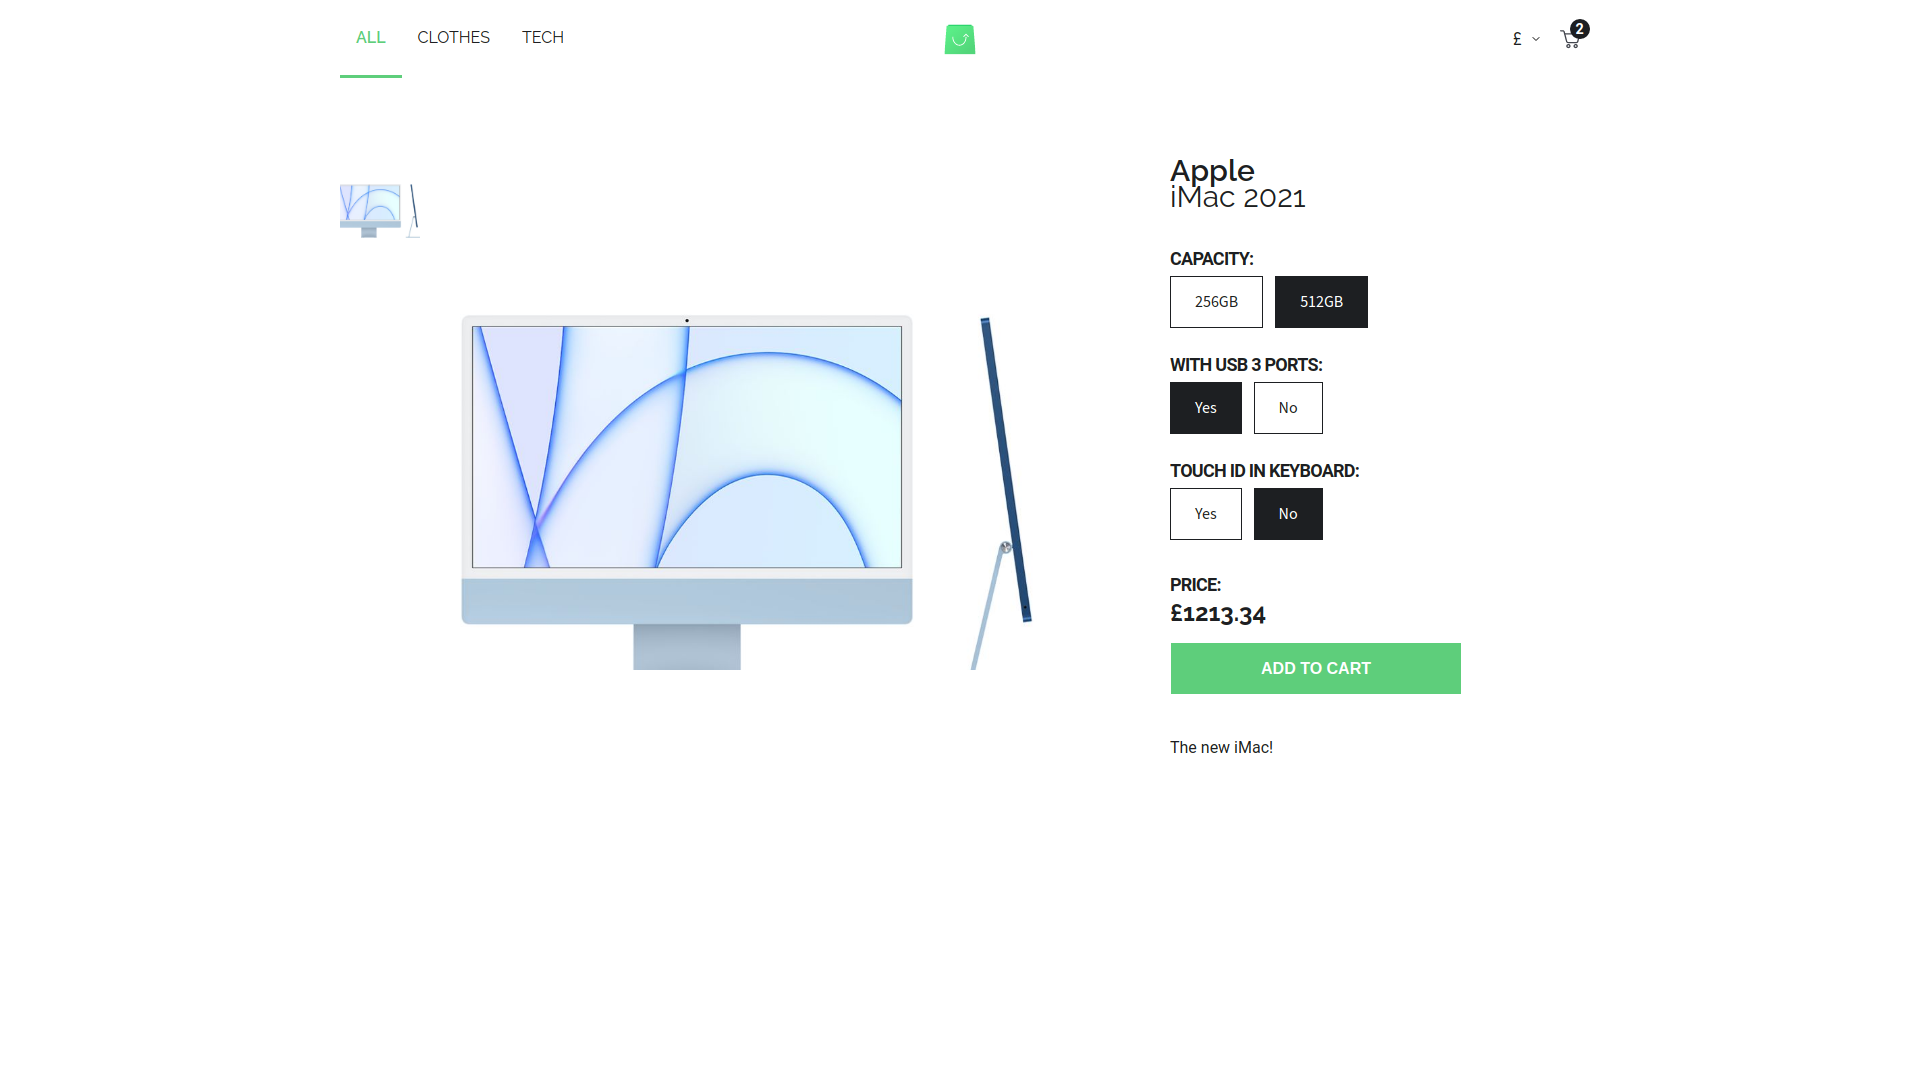 ALL CLOTHES TECH £ 2
Apple
iMac 2021
CAPACITY:
256GB 512GB
WITH USB 3 PORTS:
Yes No
TOUCH ID IN KEYBOARD:
Yes No
PRICE:
£1213.34
ADD TO CART
The new iMac!